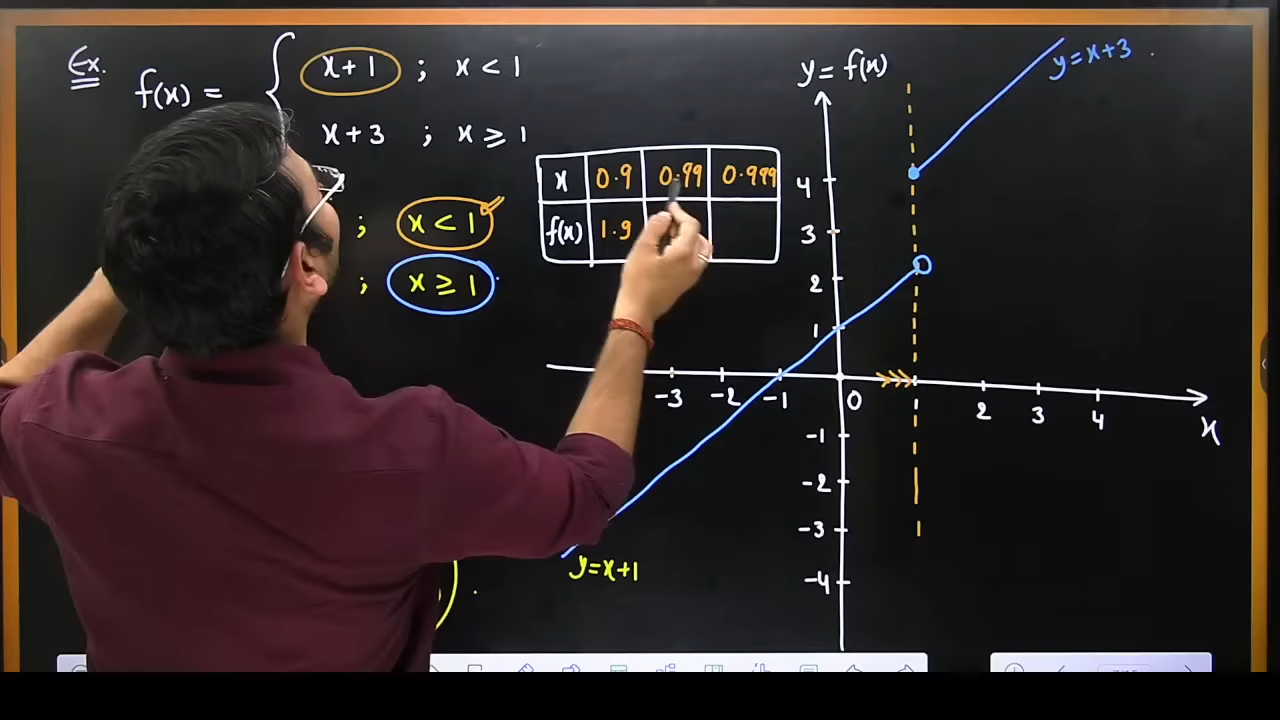 Ex.
f(x) =
x+1 ; x < 1
x+3 ; x ≥ 1
; x < 1
; x ≥ 1
x 0.9 0.99 0.999
f(x) 1.9
y = f(x)
y = x+3
4
3
2
1
-3 -2 -1 0 2 3 4
x
-1
-2
-3
-4
y = x+1